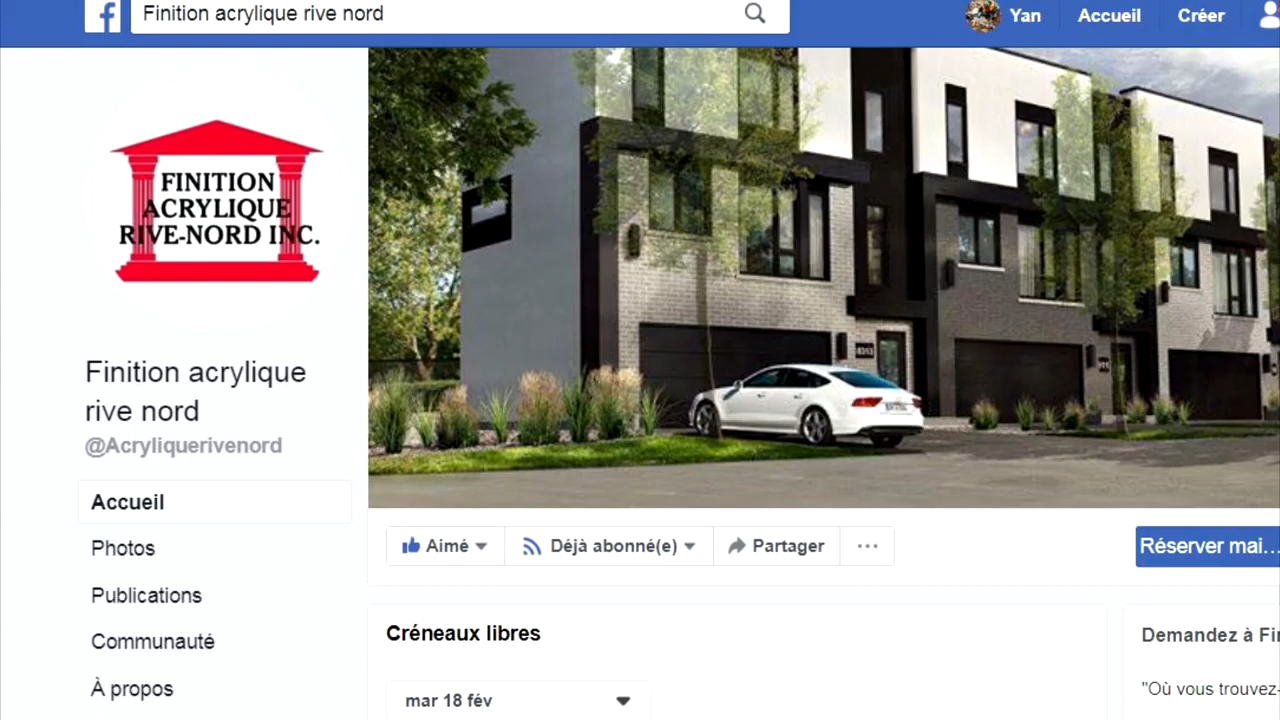 Finition acrylique rive nord
Yan
Accueil
Créer
FINITION
ACRYLIQUE
RIVE-NORD INC.
Finition acrylique
rive nord
@Acryliquerivenord
Accueil
Photos
Publications
Communauté
À propos
Aimé
Déjà abonné(e)
Partager
Réserver mai...
Créneaux libres
mar 18 fév
Demandez à Fi
"Où vous trouvez-